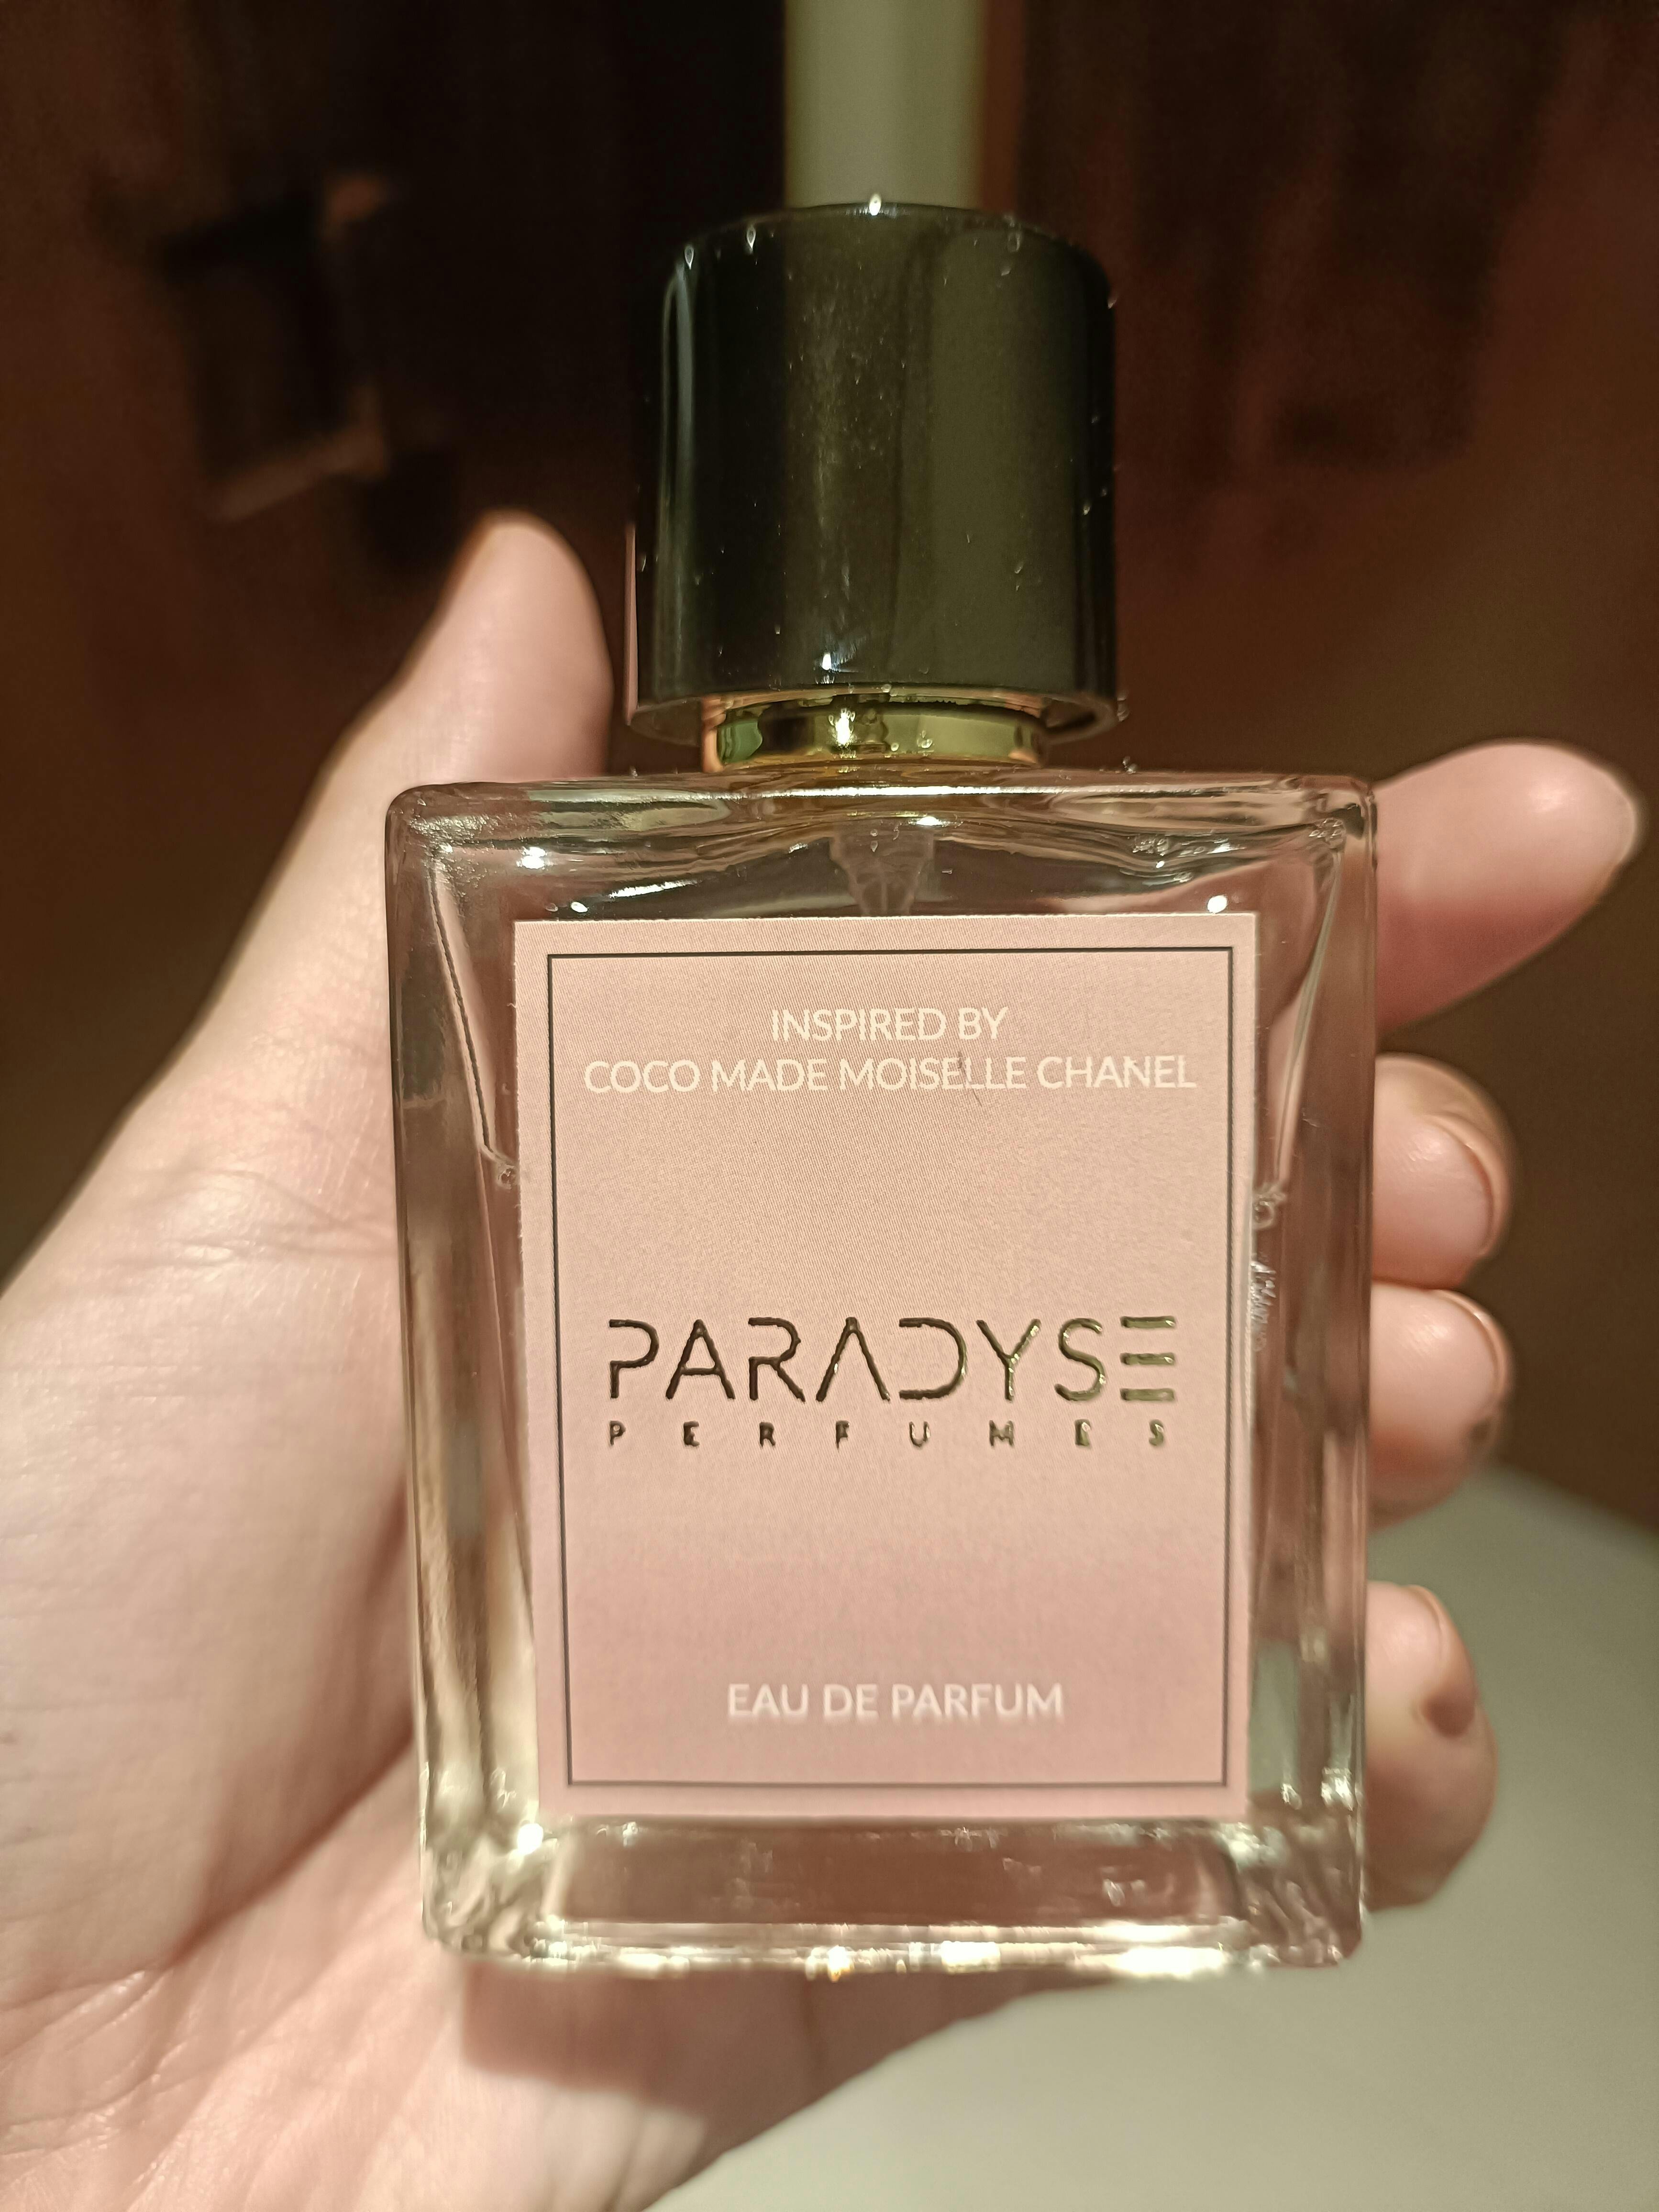 INSPIRED BY
COCO MADE MOISELLE CHANEL
PARADYSE
PERFUMES
EAU DE PARFUM